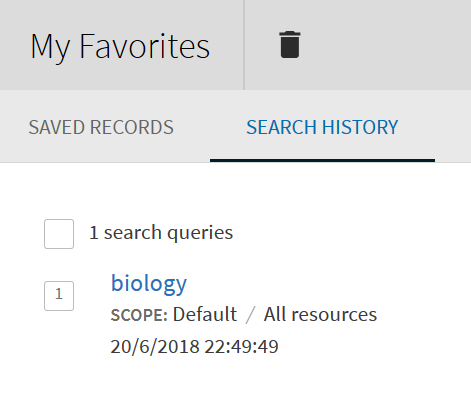 My Favorites
SAVED RECORDS
SEARCH HISTORY
1 search queries
1
biology
SCOPE: Default / All resources
20/6/2018 22:49:49